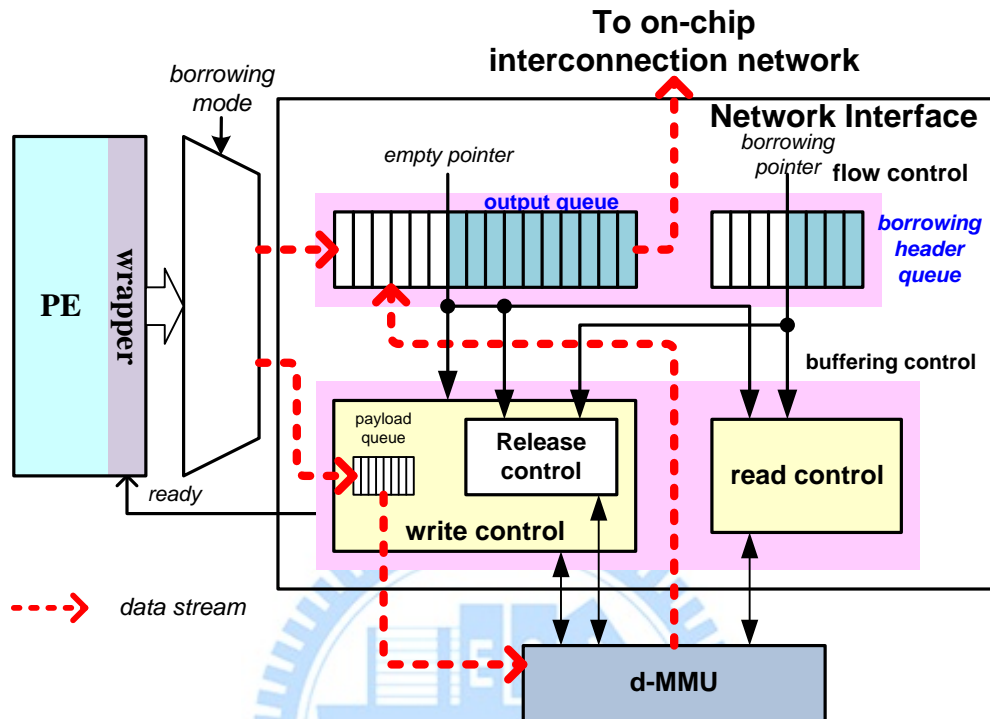 To on-chip
interconnection network
borrowing
mode
Network Interface
empty pointer
borrowing
pointer
flow control
output queue
borrowing
header
queue
PE
wrapper
buffering control
payload
queue
Release
control
read control
ready
write control
data stream
d-MMU